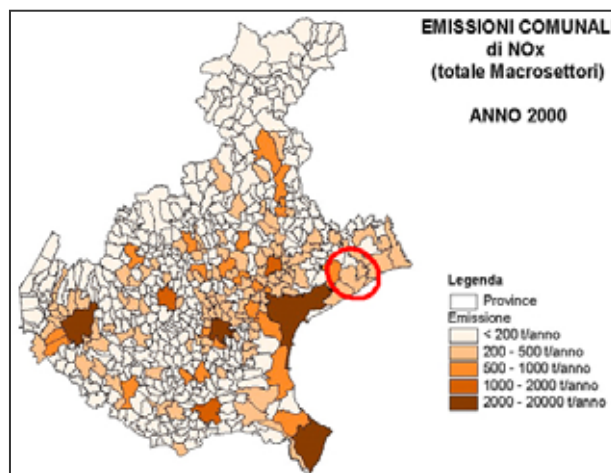 EMISSIONI COMUNALI
di NOx
(totale Macrosettori)
ANNO 2000
Legenda
Province
Emissione
< 200 t/anno
200 - 500 t/anno
500 - 1000 t/anno
1000 - 2000 t/anno
2000 - 20000 t/anno